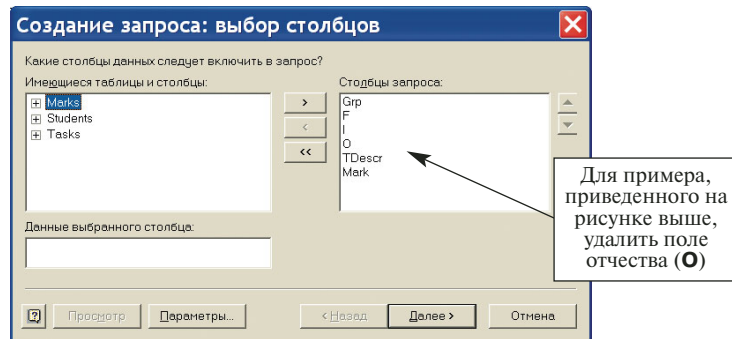 Создание запроса: выбор столбцов
Какие столбцы данных следует включить в запрос?
Имеющиеся таблицы и столбцы:
Столбцы запроса:
Marks
Students
Tasks
>
<
<<
Grp
F
I
O
TDescr
Mark
Для примера,
приведенного на
рисунке выше,
удалить поле
отчества (О)
Данные выбранного столбца:
Просмотр
Параметры...
< Назад
Далее >
Отмена